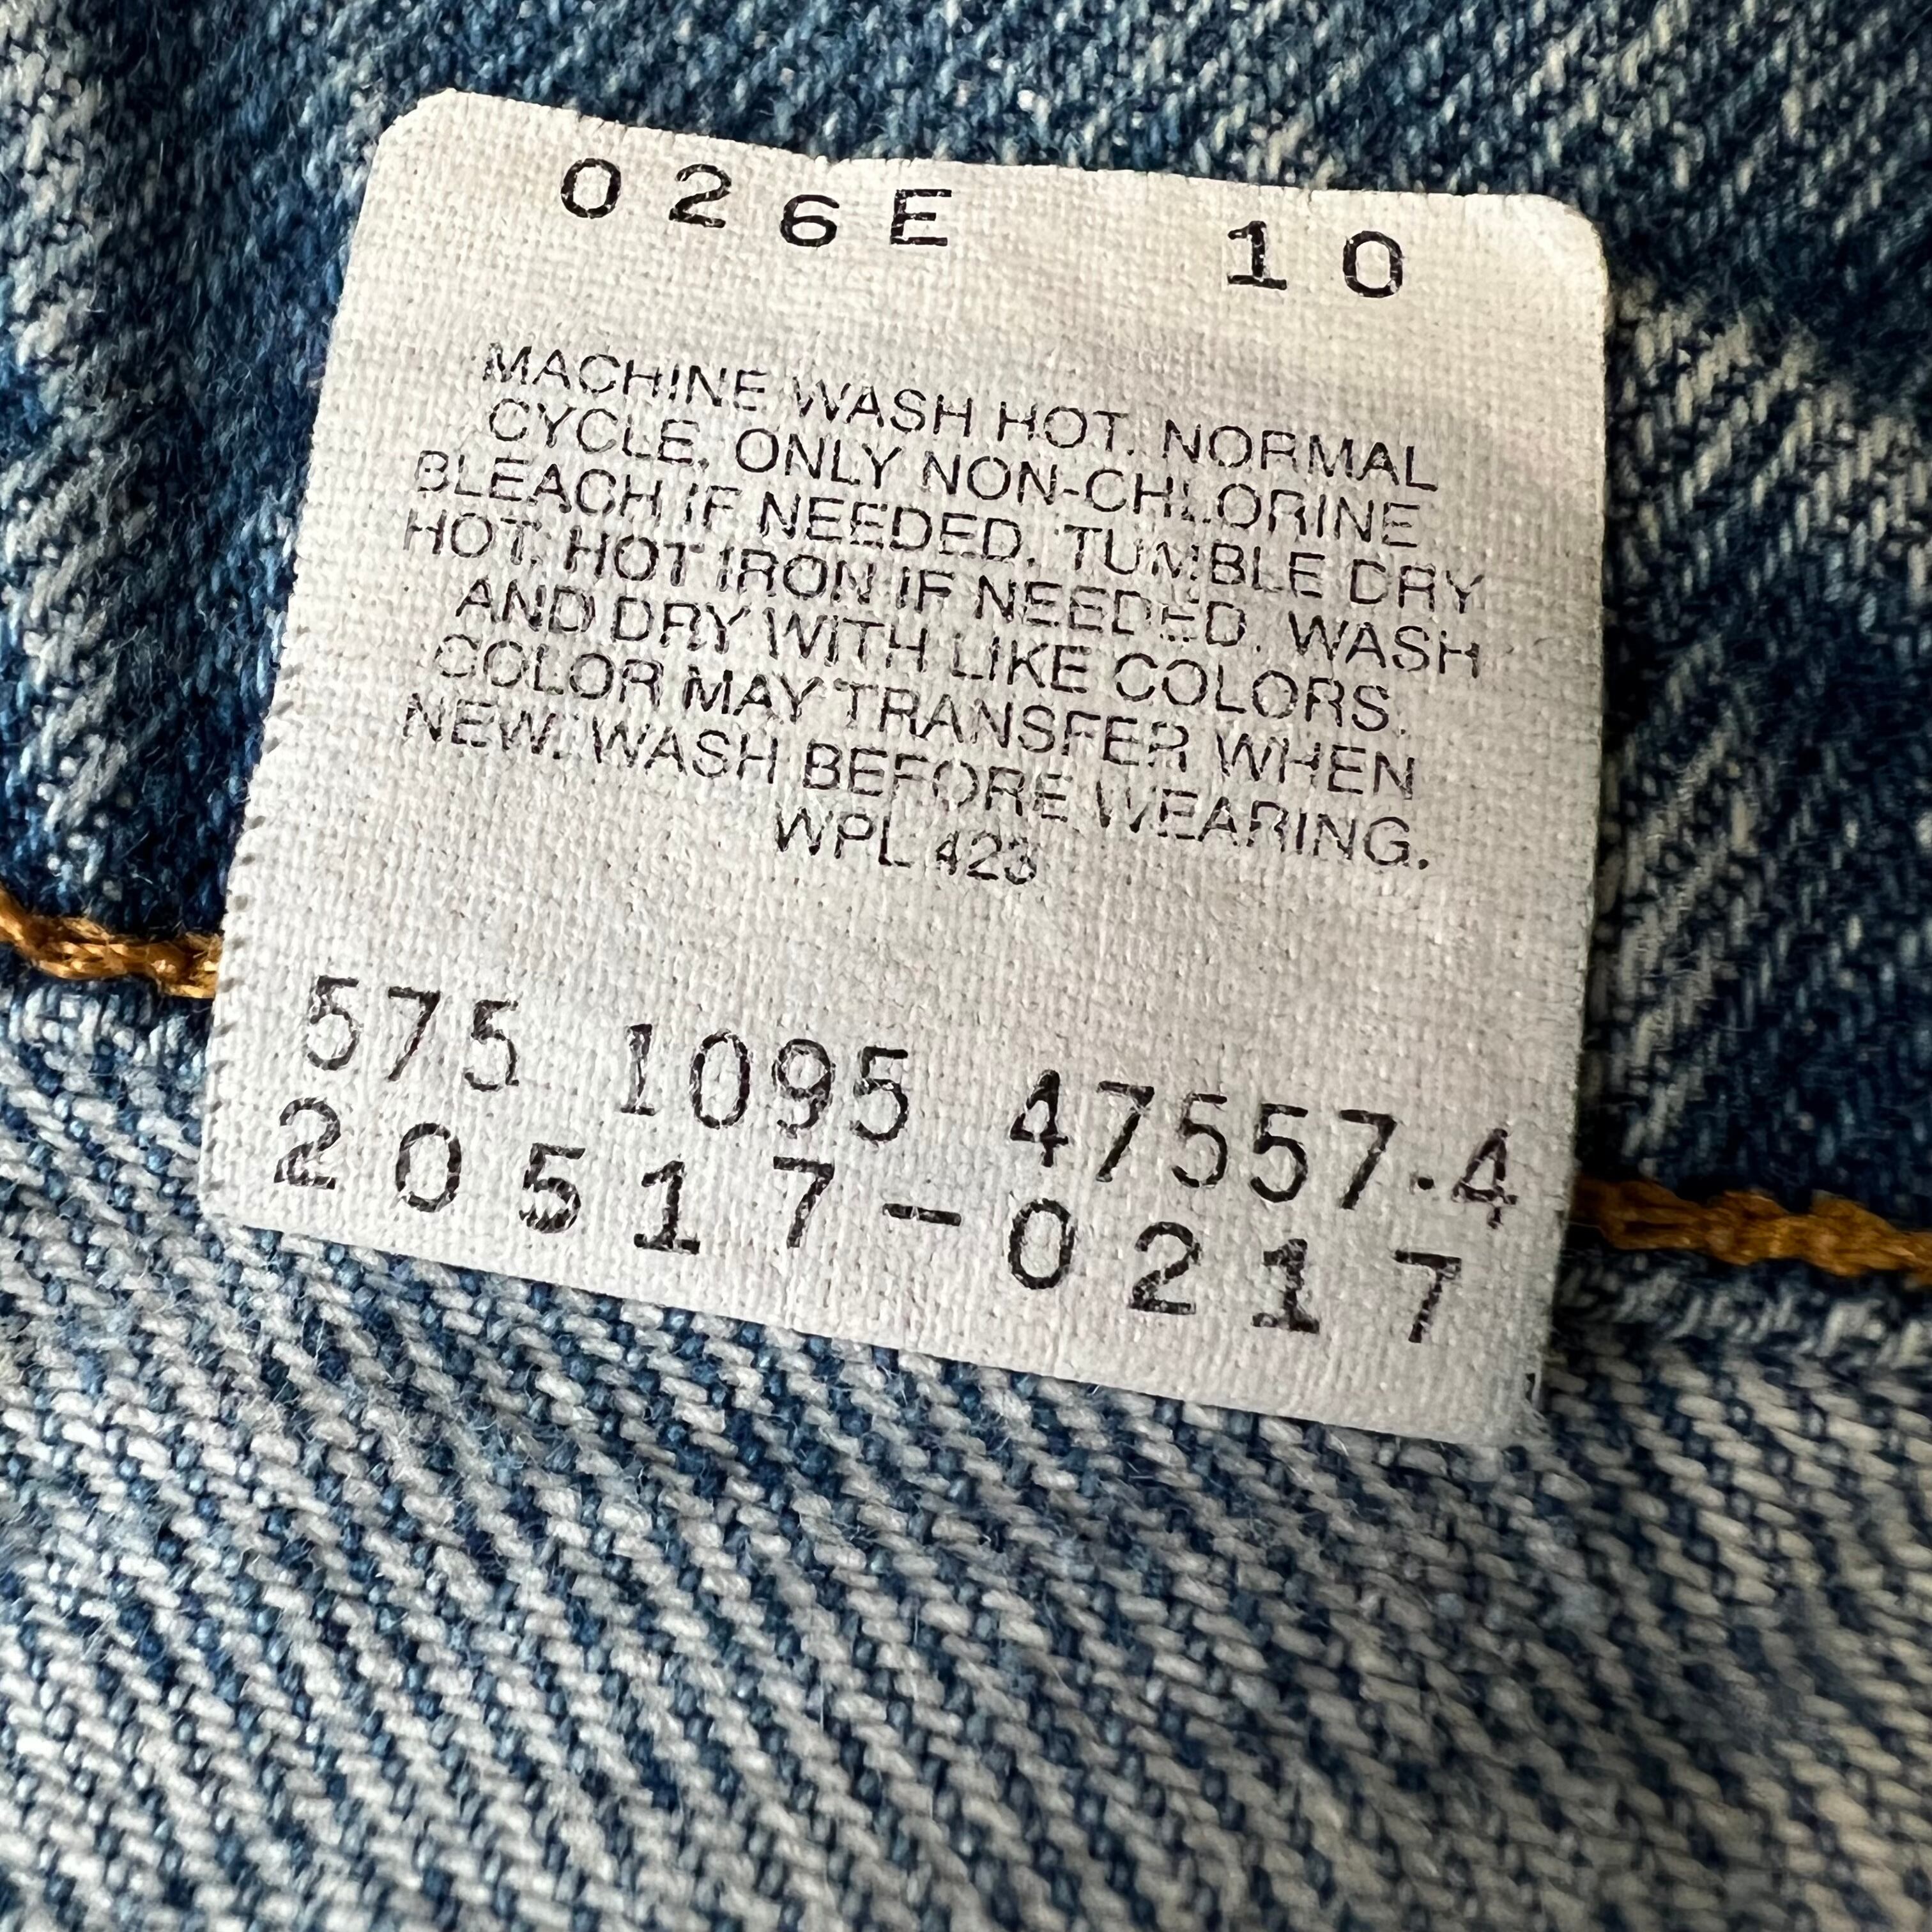 026E 10
MACHINE WASH HOT. NORMAL
CYCLE. ONLY NON-CHLORINE
BLEACH IF NEEDED. TUMBLE DRY
HOT. HOT IRON IF NEEDED. WASH
AND DRY WITH LIKE COLORS.
COLOR MAY TRANSFER WHEN
NEW. WASH BEFORE WEARING.
WPL 423
575 1095 47557.4
20517-0217